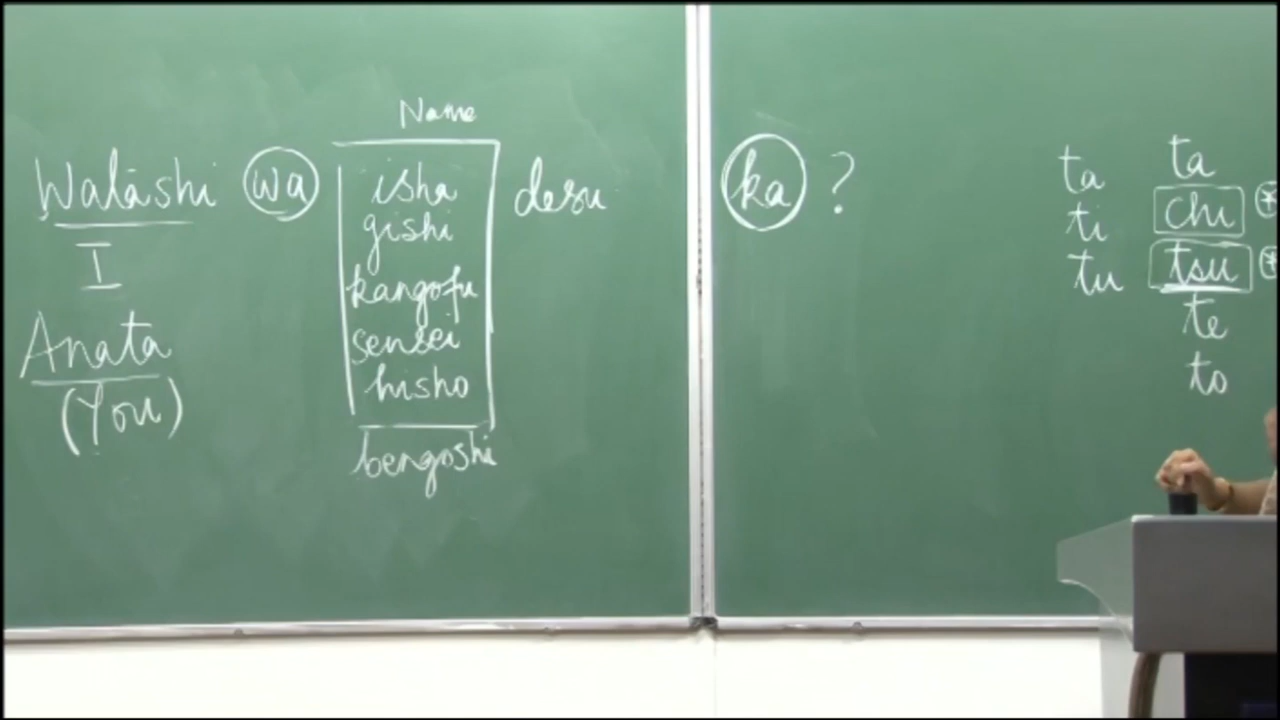 Name
Watashi wa isha desu ka ?
I
Anata
(You)
gishi
kangofu
sensei
hisho
bengoshi
ta ta
ti chi *
tu tsu *
te
to